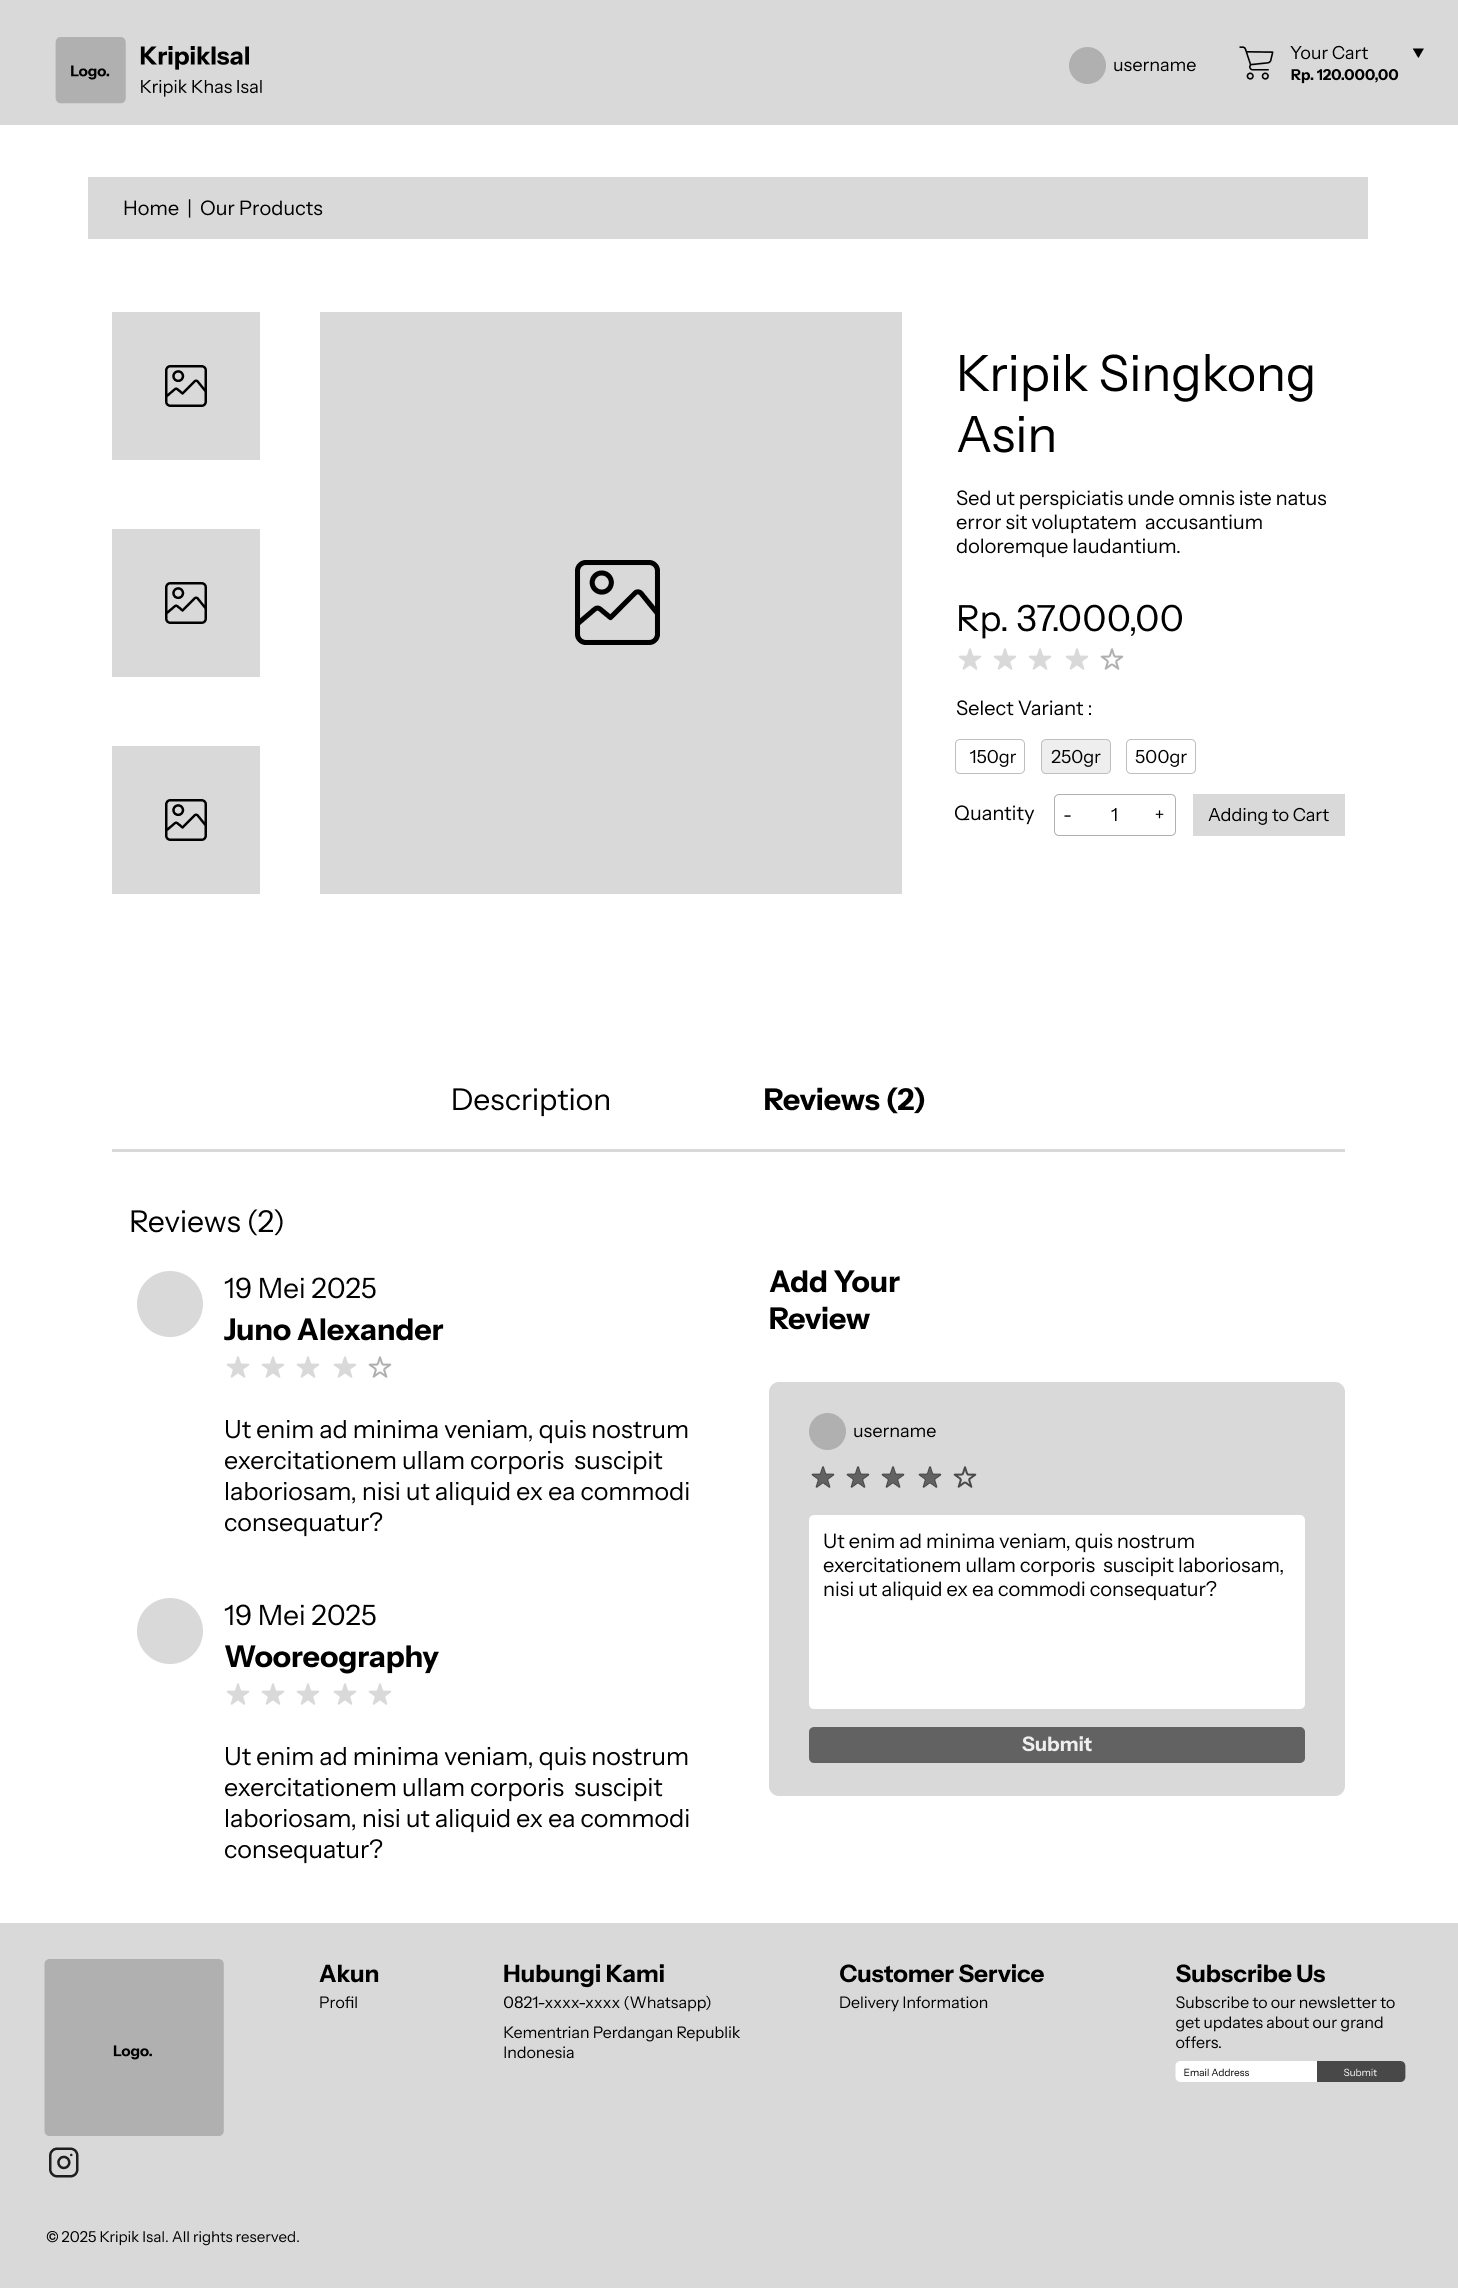 Logo.
KripikIsal
Kripik Khas Isal
username
Your Cart
Rp. 120.000,00
Home | Our Products
Kripik Singkong
Asin
Sed ut perspiciatis unde omnis iste natus
error sit voluptatem accusantium
doloremque laudantium.
Rp. 37.000,00
Select Variant :
150gr 250gr 500gr
Quantity - 1 + Adding to Cart
Description Reviews (2)
Reviews (2)
19 Mei 2025
Juno Alexander
Ut enim ad minima veniam, quis nostrum
exercitationem ullam corporis suscipit
laboriosam, nisi ut aliquid ex ea commodi
consequatur?
19 Mei 2025
Wooreography
Ut enim ad minima veniam, quis nostrum
exercitationem ullam corporis suscipit
laboriosam, nisi ut aliquid ex ea commodi
consequatur?
Add Your
Review
username
Ut enim ad minima veniam, quis nostrum
exercitationem ullam corporis suscipit laboriosam,
nisi ut aliquid ex ea commodi consequatur?
Submit
Logo.
Akun
Profil
Hubungi Kami
0821-xxxx-xxxx (Whatsapp)
Kementrian Perdangan Republik
Indonesia
Customer Service
Delivery Information
Subscribe Us
Subscribe to our newsletter to
get updates about our grand
offers.
Email Address Submit
© 2025 Kripik Isal. All rights reserved.